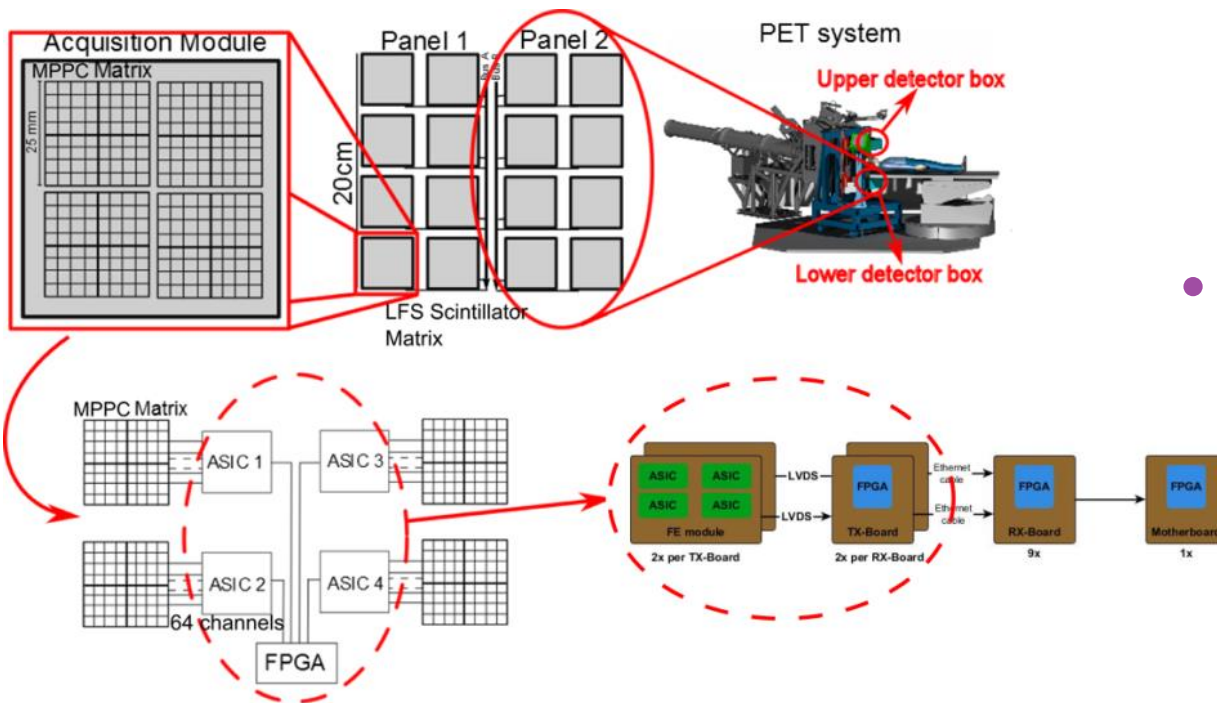 Acquisition Module
MPPC Matrix
25 mm
Panel 1
Panel 2
20cm
Bus A
Bus B
LFS Scintillator
Matrix
PET system
Upper detector box
Lower detector box
MPPC Matrix
ASIC 1
ASIC 3
ASIC 2
ASIC 4
64 channels
FPGA
ASIC
ASIC
ASIC
ASIC
FE module
2x per TX-Board
LVDS
LVDS
FPGA
TX-Board
2x per RX-Board
Ethernet
cable
Ethernet
cable
FPGA
RX-Board
9x
FPGA
Motherboard
1x